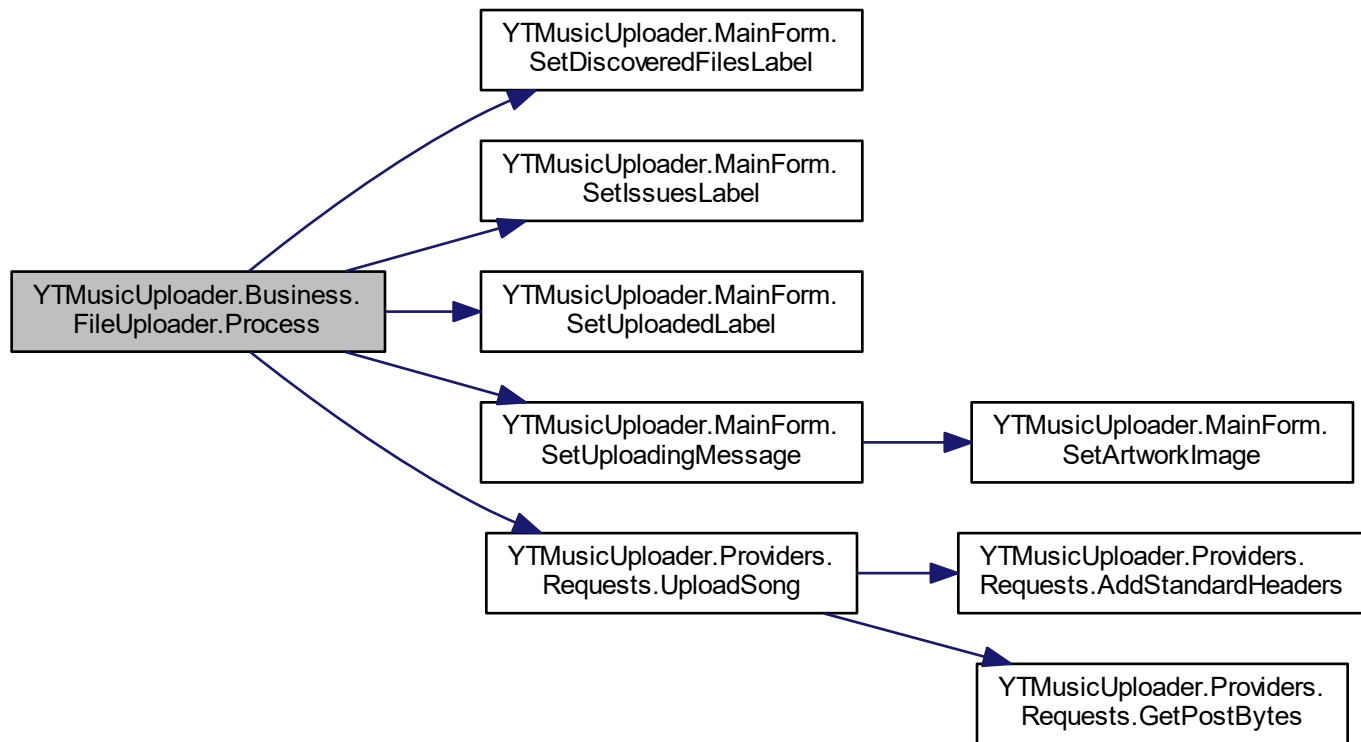 YTMusicUploader.MainForm.
SetDiscoveredFilesLabel
YTMusicUploader.MainForm.
SetIssuesLabel
YTMusicUploader.Business.
FileUploader.Process
YTMusicUploader.MainForm.
SetUploadedLabel
YTMusicUploader.MainForm.
SetUploadingMessage
YTMusicUploader.MainForm.
SetArtworkImage
YTMusicUploader.Providers.
Requests.UploadSong
YTMusicUploader.Providers.
Requests.AddStandardHeaders
YTMusicUploader.Providers.
Requests.GetPostBytes